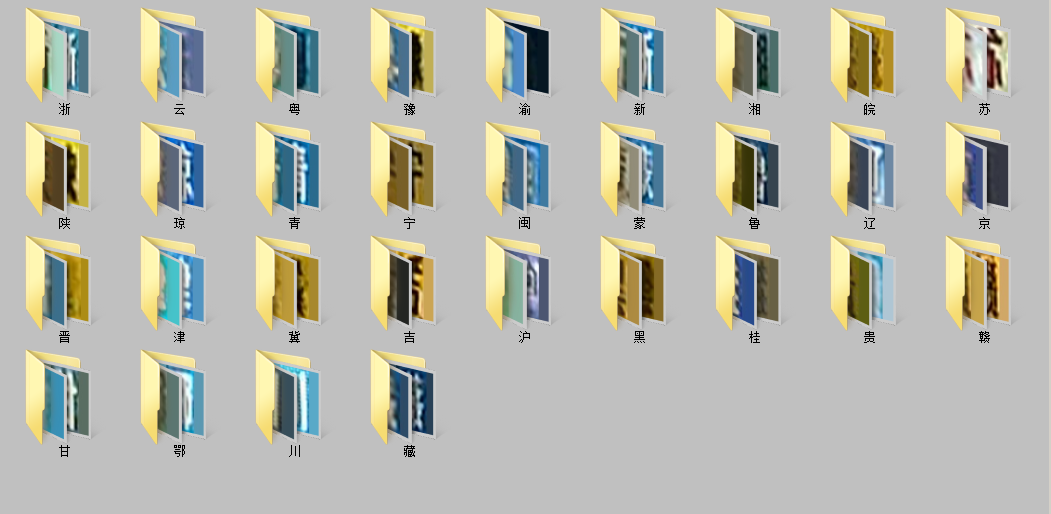 浙 云 粤 豫 渝 新 湘 皖 苏
陕 琼 青 宁 闽 蒙 鲁 辽 京
晋 津 冀 吉 沪 黑 桂 贵 赣
甘 鄂 川 藏